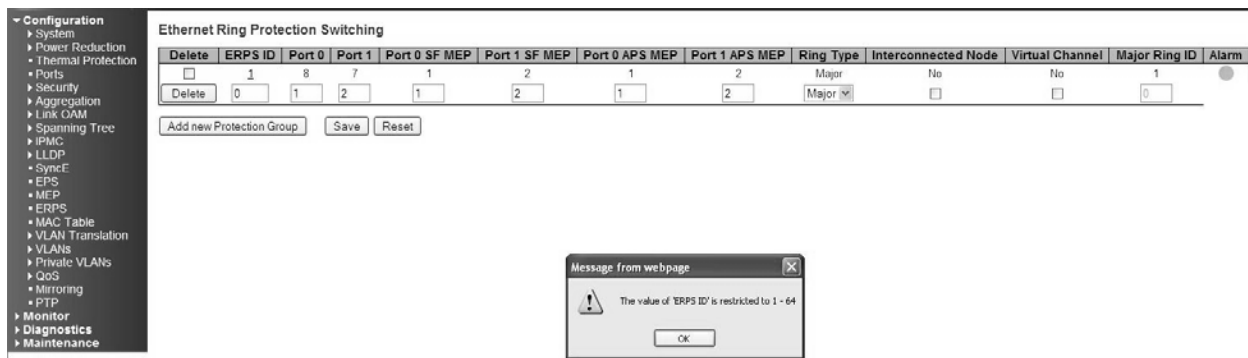 Configuration
System
Power Reduction
Thermal Protection
Ports
Security
Aggregation
Link OAM
Spanning Tree
IPMC
LLDP
SyncE
EPS
MEP
ERPS
MAC Table
VLAN Translation
VLANs
Private VLANs
QoS
Mirroring
PTP
Monitor
Diagnostics
Maintenance
Ethernet Ring Protection Switching
Delete ERPS ID Port 0 Port 1 Port 0 SF MEP Port 1 SF MEP Port 0 APS MEP Port 1 APS MEP Ring Type Interconnected Node Virtual Channel Major Ring ID Alarm
1 8 7 1 2 1 2 Major No No 1
Delete 0 1 2 1 2 1 2 Major 0
Add new Protection Group Save Reset
Message from webpage
The value of 'ERPS ID' is restricted to 1 - 64
OK